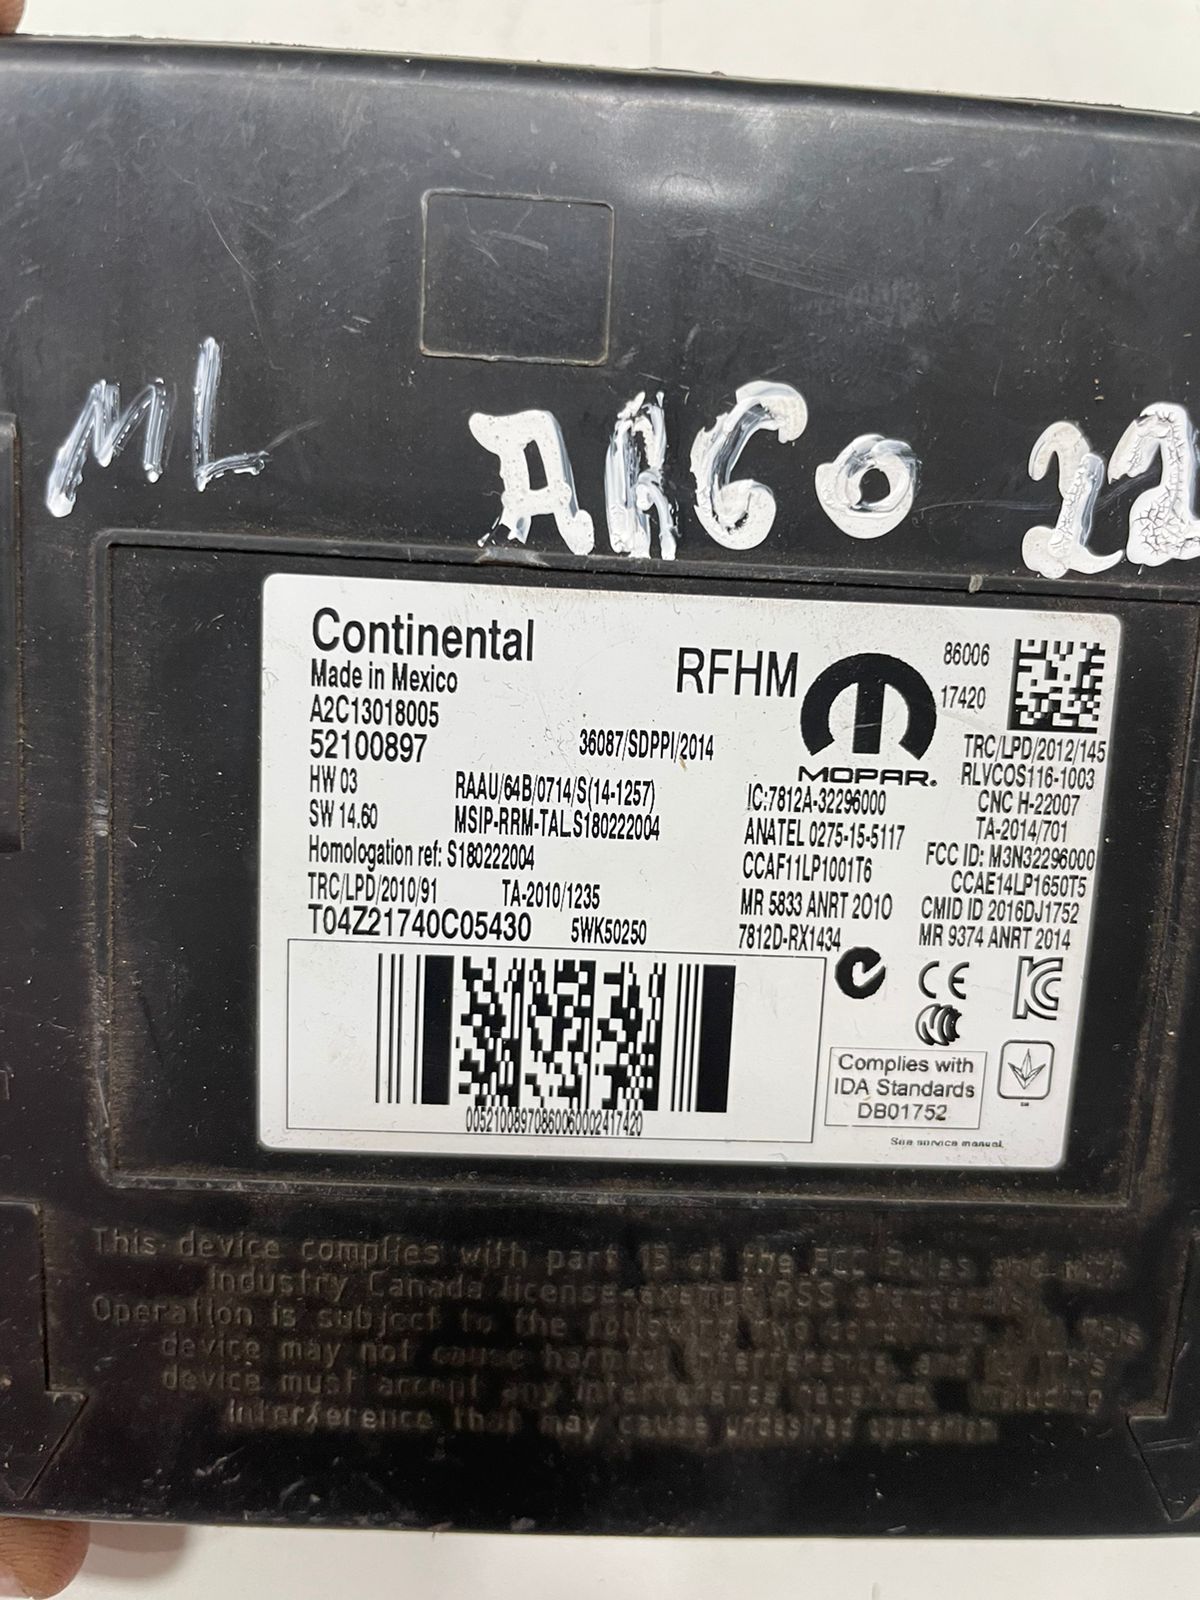 ML ARGO 22
Continental
Made in Mexico
A2C13018005
52100897
36087/SDPPI/2014
HW 03
RAAU/64B/0714/S(14-1257)
SW 14.60
MSIP-RRM-TAL.S180222004
Homologation ref: S180222004
TRC/LPD/2010/91
TA-2010/1235
T04Z21740C05430
5WK50250
RFHM
MOPAR®
86006
17420
TRC/LPD/2012/145
RLVCOS116-1003
IC:7812A-32296000
CNC H-22007
ANATEL 0275-15-5117
TA-2014/701
CCAF11LP1001T6
FCC ID: M3N32296000
CCAE14LP1650T5
MR 5833 ANRT 2010
CMID ID 2016DJ1752
7812D-RX1434
MR 9374 ANRT 2014
CE
00521008970860060002417420
Complies with
IDA Standards
DB01752
See service manual
This device complies with part 15 of the FCC Rules and with
Industry Canada license-exempt RSS standard(s)
Operation is subject to the following two conditions This
device may not cause harmful interference and this
device must accept any interference received, including
interference that may cause undesired operation